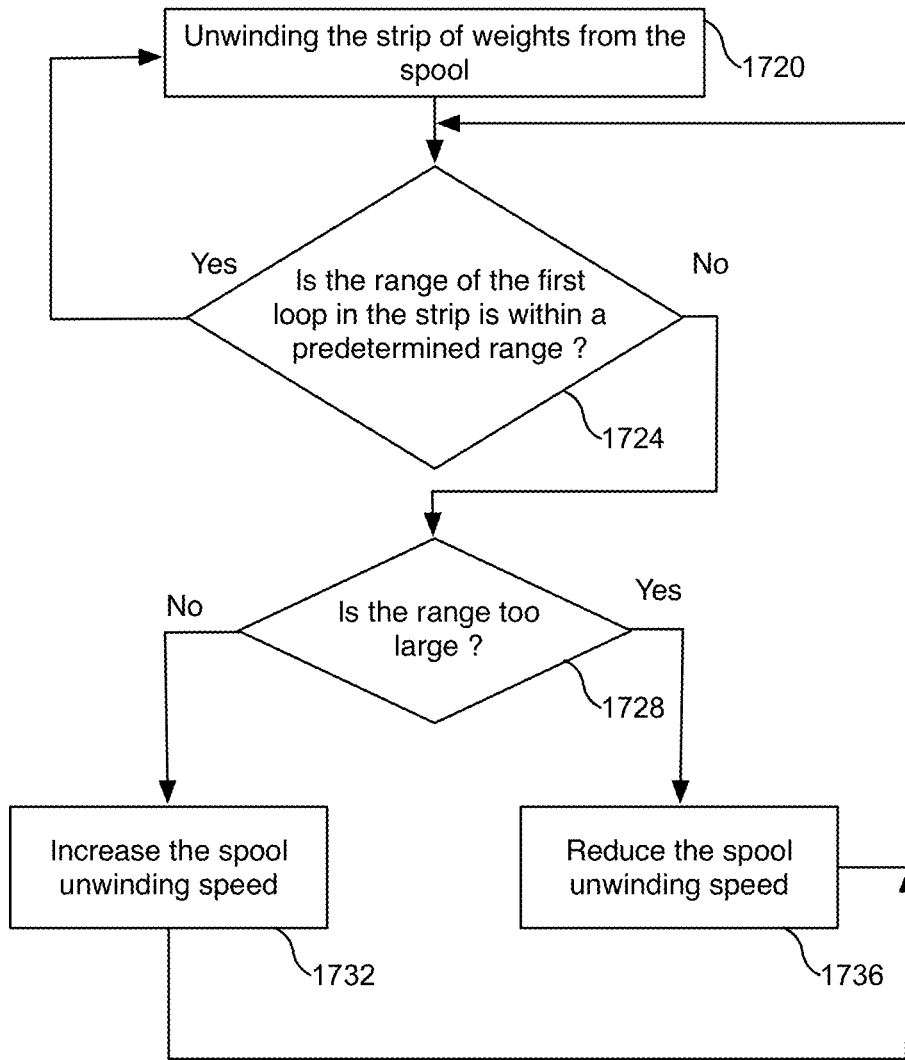 Unwinding the strip of weights from the
spool
1720
Yes
No
Is the range of the first
loop in the strip is within a
predetermined range ?
1724
No
Yes
Is the range too
large ?
1728
Increase the spool
unwinding speed
Reduce the spool
unwinding speed
1732
1736